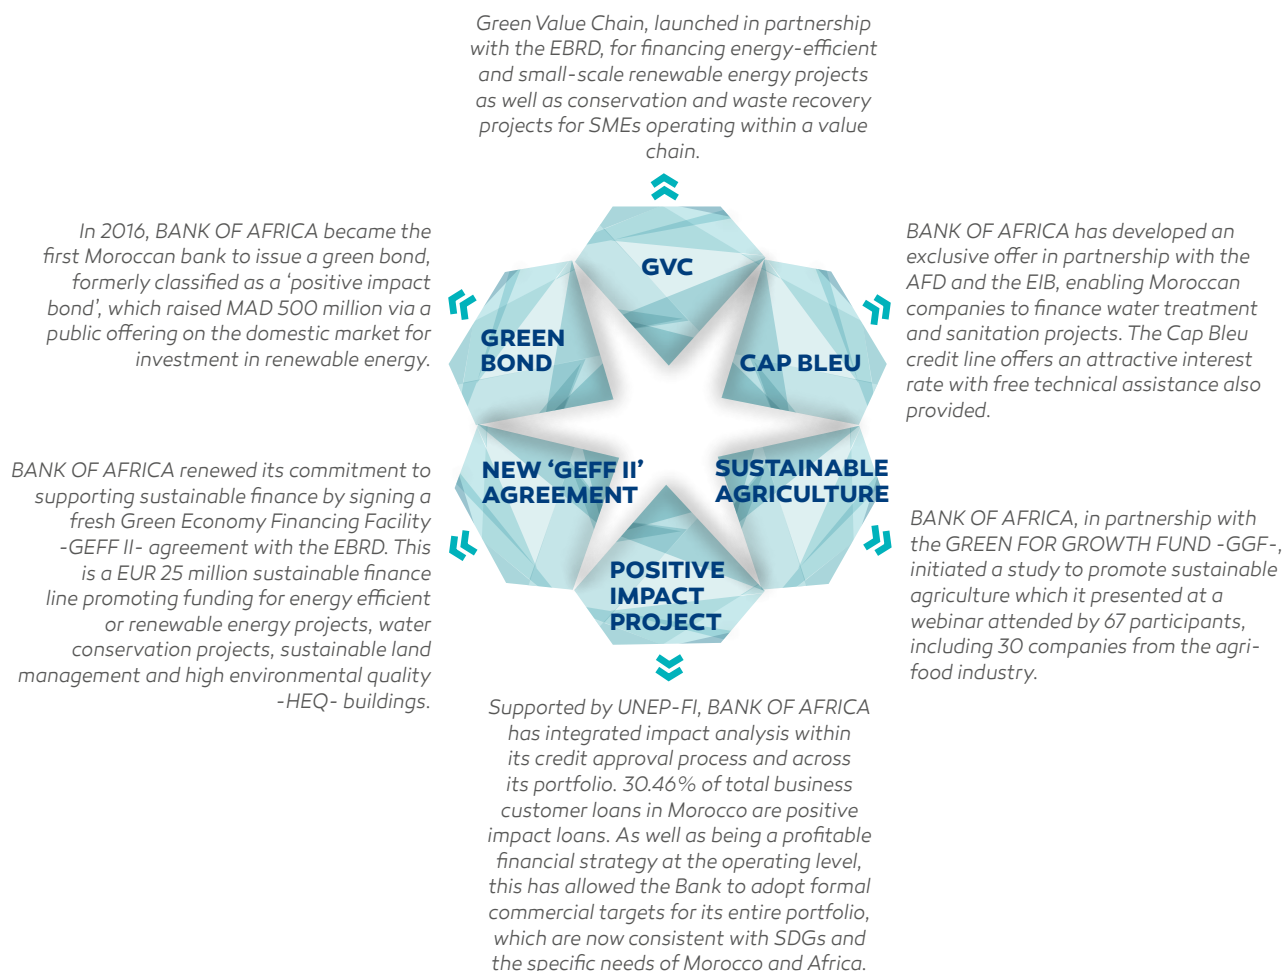 Green Value Chain, launched in partnership
with the EBRD, for financing energy-efficient
and small-scale renewable energy projects
as well as conservation and waste recovery
projects for SMEs operating within a value
chain.
In 2016, BANK OF AFRICA became the
first Moroccan bank to issue a green bond,
formerly classified as a ‘positive impact
bond’, which raised MAD 500 million via a
public offering on the domestic market for
investment in renewable energy.
GVC
BANK OF AFRICA has developed an
exclusive offer in partnership with the
AFD and the EIB, enabling Moroccan
companies to finance water treatment
and sanitation projects. The Cap Bleu
credit line offers an attractive interest
rate with free technical assistance also
provided.
GREEN
BOND
CAP BLEU
BANK OF AFRICA renewed its commitment to
supporting sustainable finance by signing a
fresh Green Economy Financing Facility
-GEFF II- agreement with the EBRD. This
is a EUR 25 million sustainable finance
line promoting funding for energy efficient
or renewable energy projects, water
conservation projects, sustainable land
management and high environmental quality
-HEQ- buildings.
NEW ‘GEFF II’
AGREEMENT
SUSTAINABLE
AGRICULTURE
BANK OF AFRICA, in partnership with
the GREEN FOR GROWTH FUND -GGF-,
initiated a study to promote sustainable
agriculture which it presented at a
webinar attended by 67 participants,
including 30 companies from the agri-
food industry.
POSITIVE
IMPACT
PROJECT
Supported by UNEP-FI, BANK OF AFRICA
has integrated impact analysis within
its credit approval process and across
its portfolio. 30.46% of total business
customer loans in Morocco are positive
impact loans. As well as being a profitable
financial strategy at the operating level,
this has allowed the Bank to adopt formal
commercial targets for its entire portfolio,
which are now consistent with SDGs and
the specific needs of Morocco and Africa.